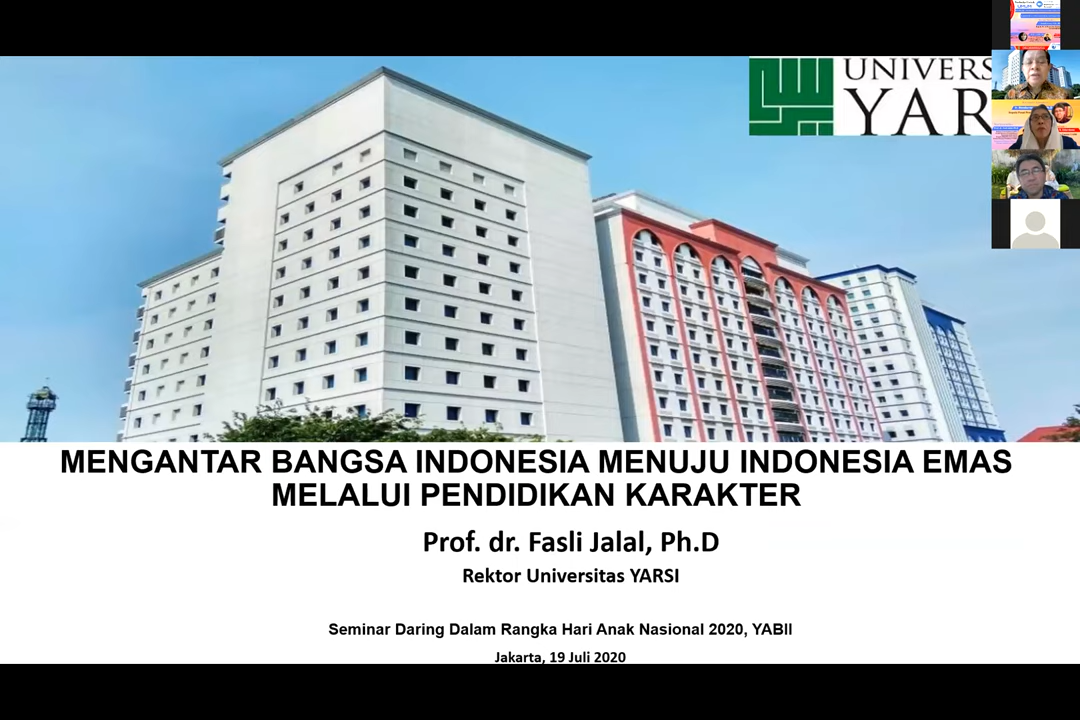 UNIVERS
YAR
MENGANTAR BANGSA INDONESIA MENUJU INDONESIA EMAS
MELALUI PENDIDIKAN KARAKTER
Prof. dr. Fasli Jalal, Ph.D
Rektor Universitas YARSI
Seminar Daring Dalam Rangka Hari Anak Nasional 2020, YABII
Jakarta, 19 Juli 2020